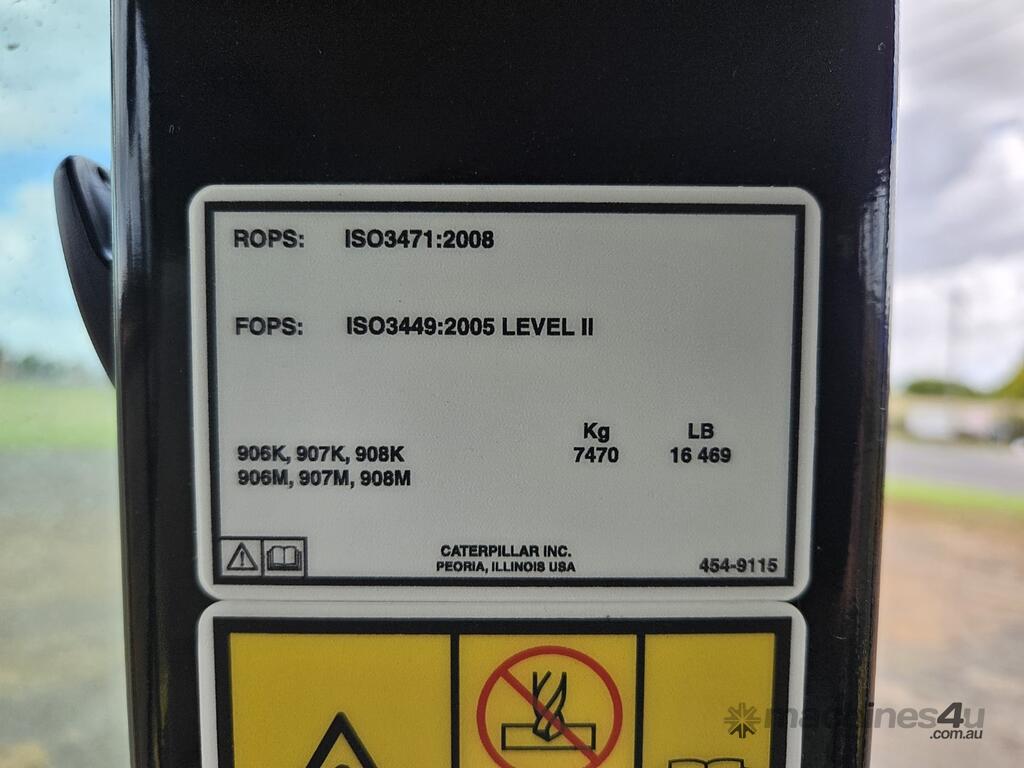 ROPS: ISO3471:2008
FOPS: ISO3449:2005 LEVEL II
Kg LB
906K, 907K, 908K 7470 16 469
906M, 907M, 908M
CATERPILLAR INC.
PEORIA, ILLINOIS USA 454-9115
machines4u
.com.au